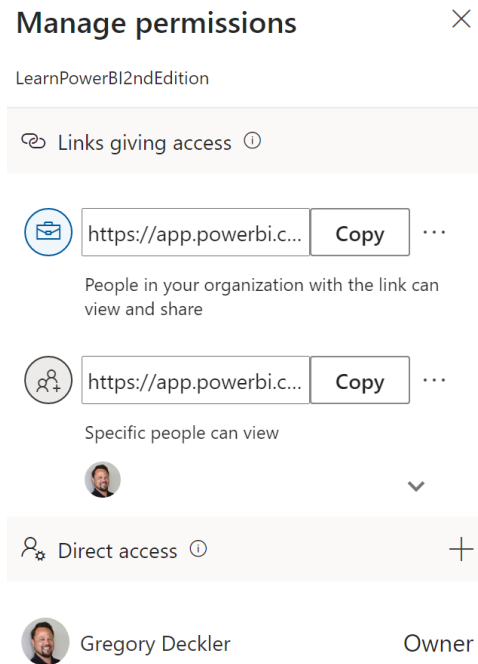 Manage permissions
LearnPowerBI2ndEdition
Links giving access
https://app.powerbi.c... Copy ...
People in your organization with the link can
view and share
https://app.powerbi.c... Copy ...
Specific people can view
Direct access
Gregory Deckler Owner